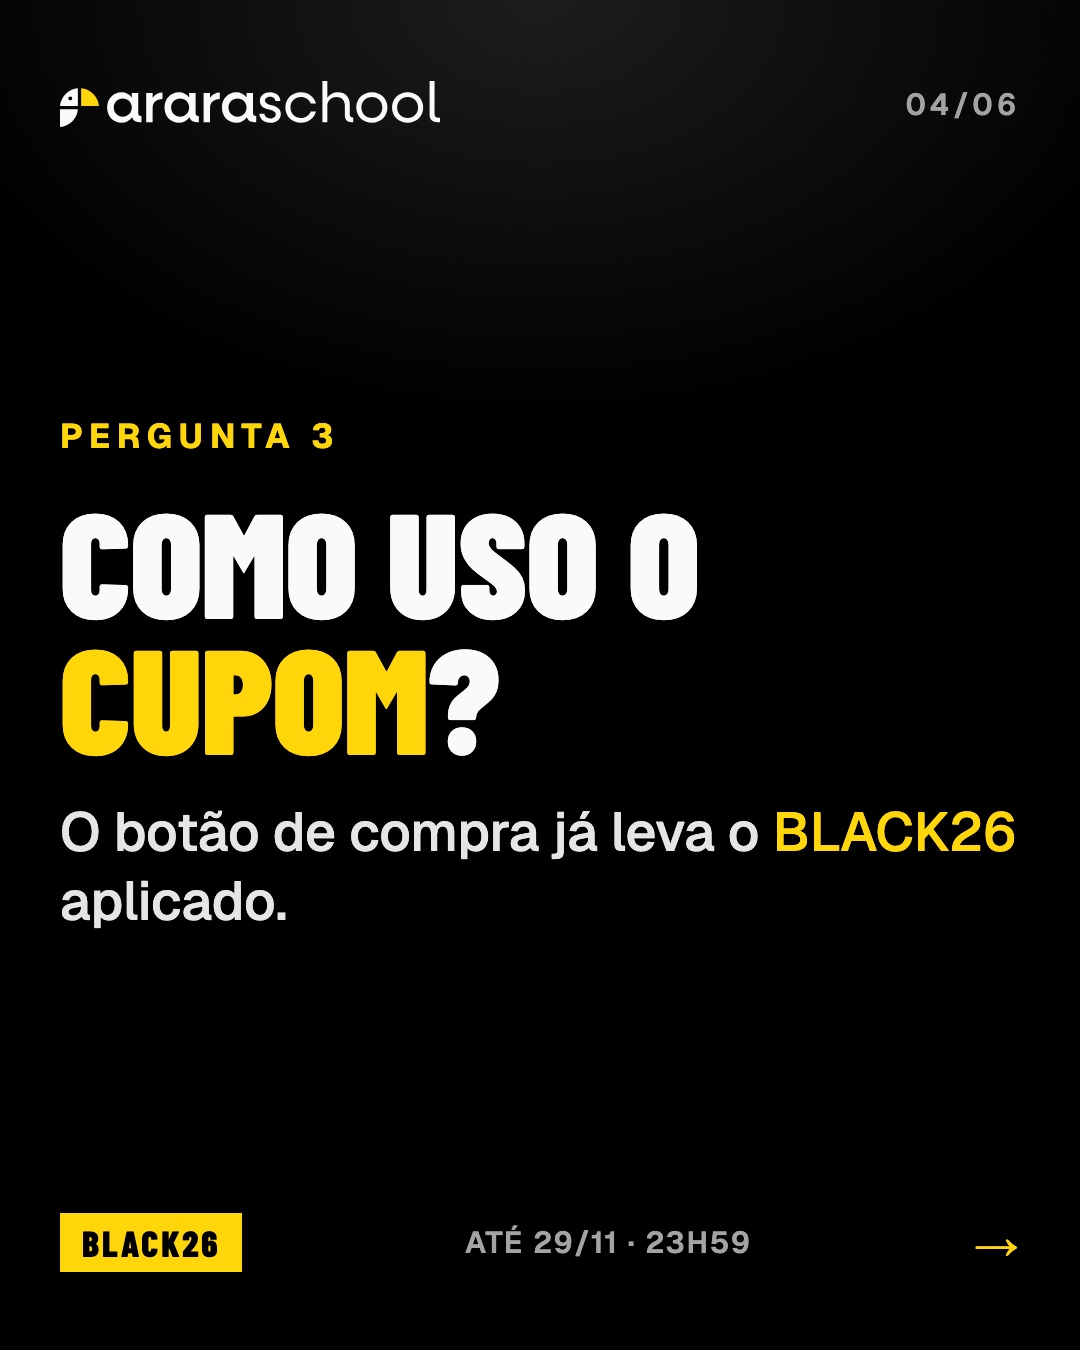 araraschool
04/06
PERGUNTA 3
COMO USO O
CUPOM?
O botão de compra já leva o BLACK26
aplicado.
BLACK26
ATÉ 29/11 · 23H59
→